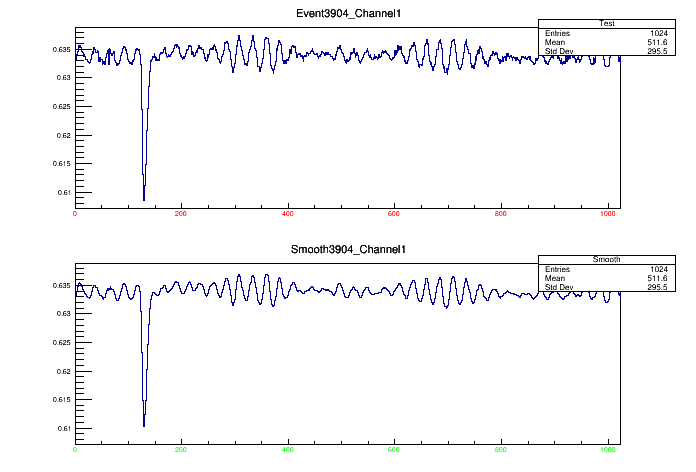 Event3904_Channel1
Test
Entries 1024
Mean 511.6
Std Dev 295.5
0.635
0.63
0.625
0.62
0.615
0.61
0 200 400 600 800 1000
Smooth3904_Channel1
Smooth
Entries 1024
Mean 511.6
Std Dev 295.5
0.635
0.63
0.625
0.62
0.615
0.61
0 200 400 600 800 1000